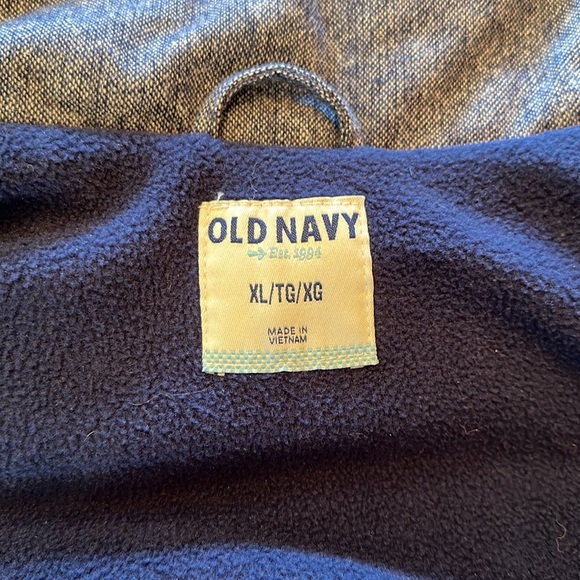 OLD NAVY
Est. 1994
XL/TG/XG
MADE IN
VIETNAM